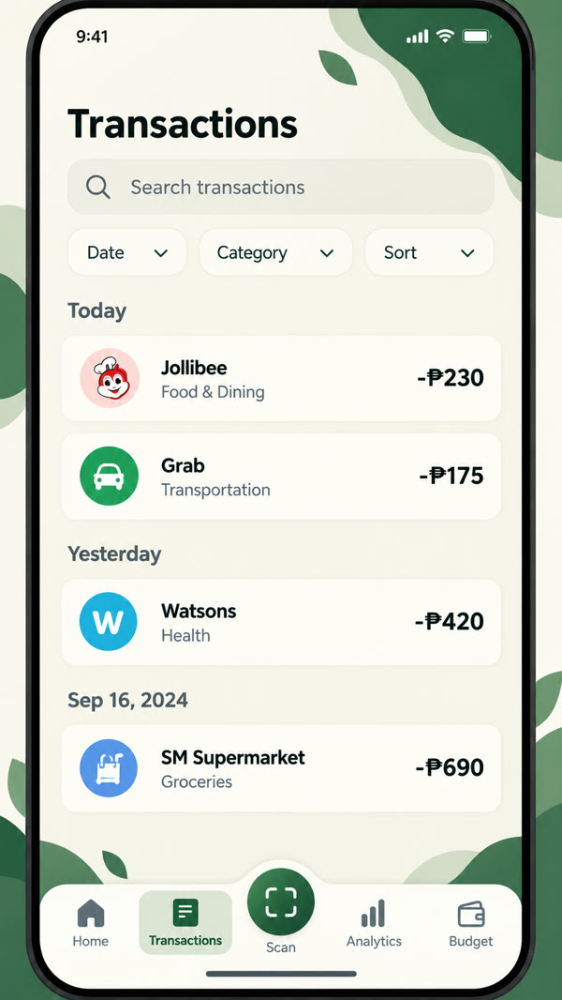 9:41
Transactions
Search transactions
Date Category Sort
Today
Jollibee
Food & Dining
-₱230
Grab
Transportation
-₱175
Yesterday
W
Watsons
Health
-₱420
Sep 16, 2024
SM Supermarket
Groceries
-₱690
Home Transactions Scan Analytics Budget